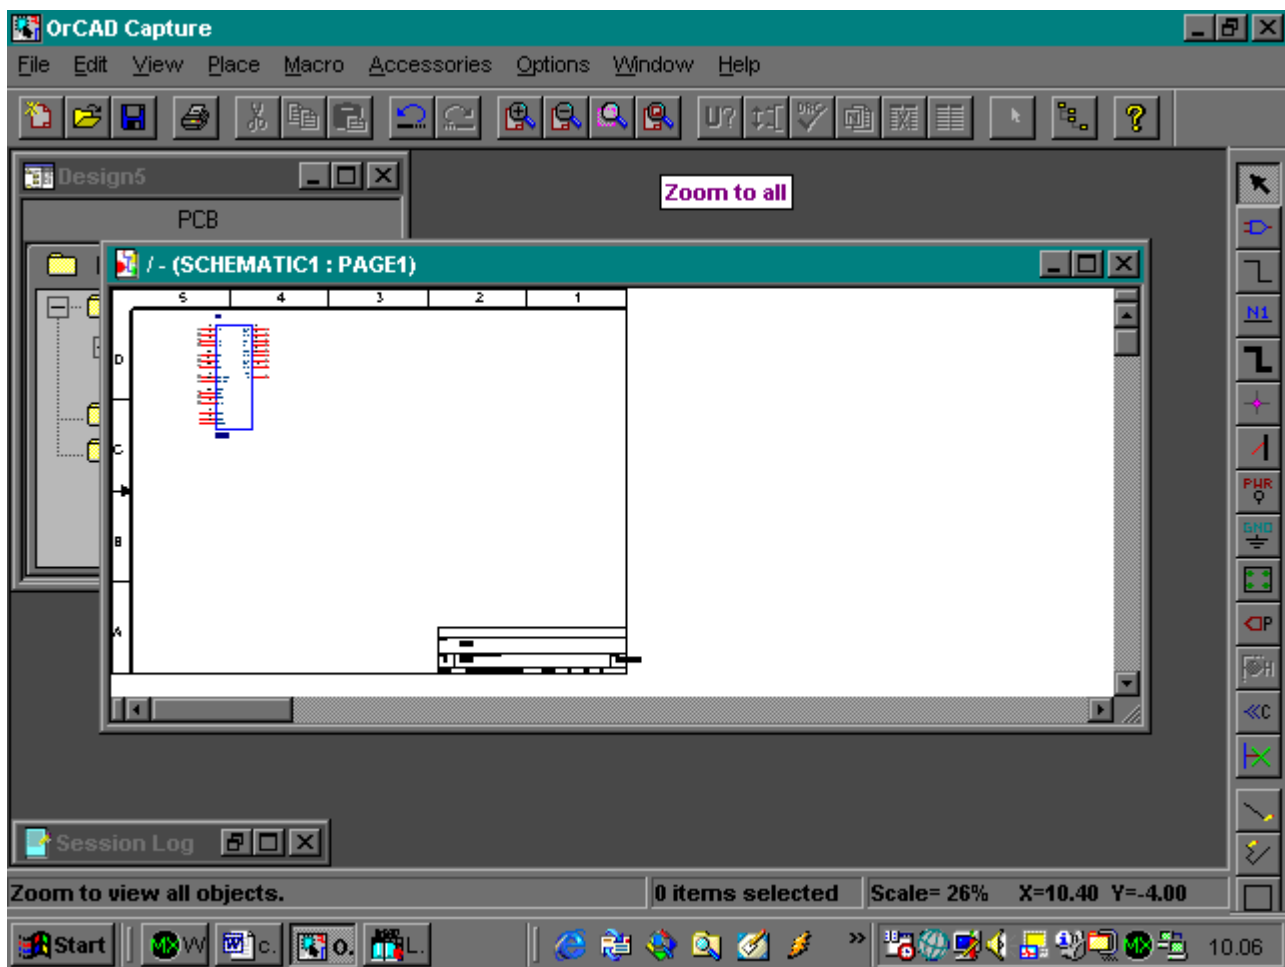 OrCAD Capture
File Edit View Place Macro Accessories Options Window Help
U?
Design5
Zoom to all
PCB
/ - (SCHEMATIC1 : PAGE1)
5 4 3 2 1
D
C
B
A
N1
PWR
GND
P
H
C
Session Log
Zoom to view all objects.
0 items selected
Scale= 26% X=10.40 Y=-4.00
Start
W
c.
o.
L.
»
10.06